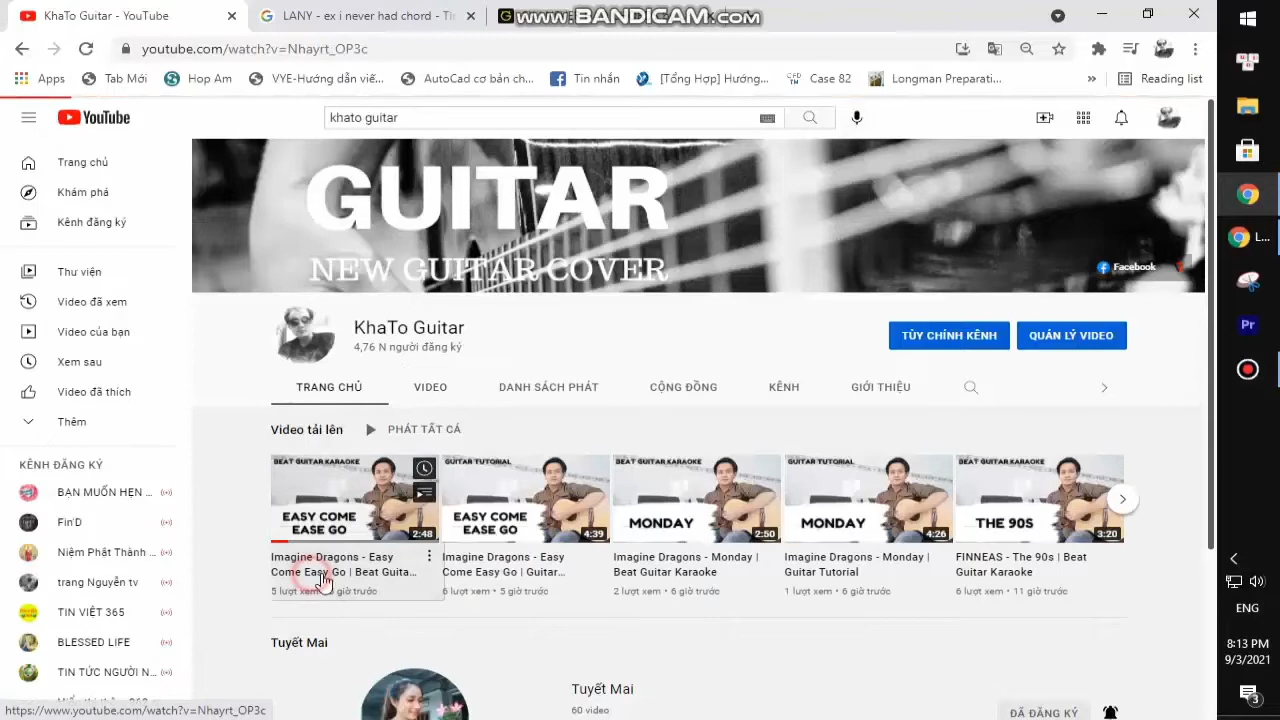 KhaTo Guitar - YouTube
LANY - ex i never had chord - Ti
www.BANDICAM.com
youtube.com/watch?v=Nhayrt_OP3c
Apps
Tab Mới
Hop Am
VYE-Hướng dẫn viê...
AutoCad cơ bản ch...
Tin nhắn
[Tổng Hợp] Hướng...
Case 82
Longman Preparati...
»
Reading list
YouTube
khato guitar
Trang chủ
Khám phá
Kênh đăng ký
Thư viện
Video đã xem
Video của bạn
Xem sau
Video đã thích
Thêm
KÊNH ĐĂNG KÝ
BẠN MUỐN HẸN ...
Fin'D
Niệm Phật Thành ...
trang Nguyễn tv
TIN VIỆT 365
BLESSED LIFE
TIN TỨC NGƯỜI N...
GUITAR
NEW GUITAR COVER
Facebook
KhaTo Guitar
4,76 N người đăng ký
TÙY CHỈNH KÊNH
QUẢN LÝ VIDEO
TRANG CHỦ
VIDEO
DANH SÁCH PHÁT
CỘNG ĐỒNG
KÊNH
GIỚI THIỆU
Video tải lên
PHÁT TẤT CẢ
BEAT GUITAR KARAOKE
EASY COME
EASE GO
2:48
GUITAR TUTORIAL
EASY COME
EASE GO
4:39
BEAT GUITAR KARAOKE
MONDAY
2:50
GUITAR TUTORIAL
MONDAY
4:26
BEAT GUITAR KARAOKE
THE 90S
3:20
Imagine Dragons - Easy
Come Easy Go | Beat Guita...
5 lượt xem • giờ trước
Imagine Dragons - Easy
Come Easy Go | Guitar...
6 lượt xem • 5 giờ trước
Imagine Dragons - Monday |
Beat Guitar Karaoke
2 lượt xem • 6 giờ trước
Imagine Dragons - Monday |
Guitar Tutorial
1 lượt xem • 6 giờ trước
FINNEAS - The 90s | Beat
Guitar Karaoke
6 lượt xem • 11 giờ trước
Tuyết Mai
Tuyết Mai
60 video
ĐÃ ĐĂNG KÝ
https://www.youtube.com/watch?v=Nhayrt_OP3c
L...
Pr
ENG
8:13 PM
9/3/2021
3